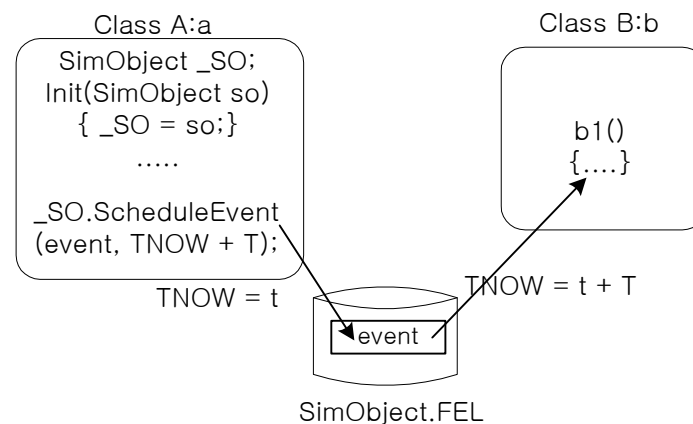 Class A:a
SimObject _SO;
Init(SimObject so)
{ _SO = so;}
.....
_SO.ScheduleEvent
(event, TNOW + T);
TNOW = t
Class B:b
b1()
{....}
TNOW = t + T
event
SimObject.FEL